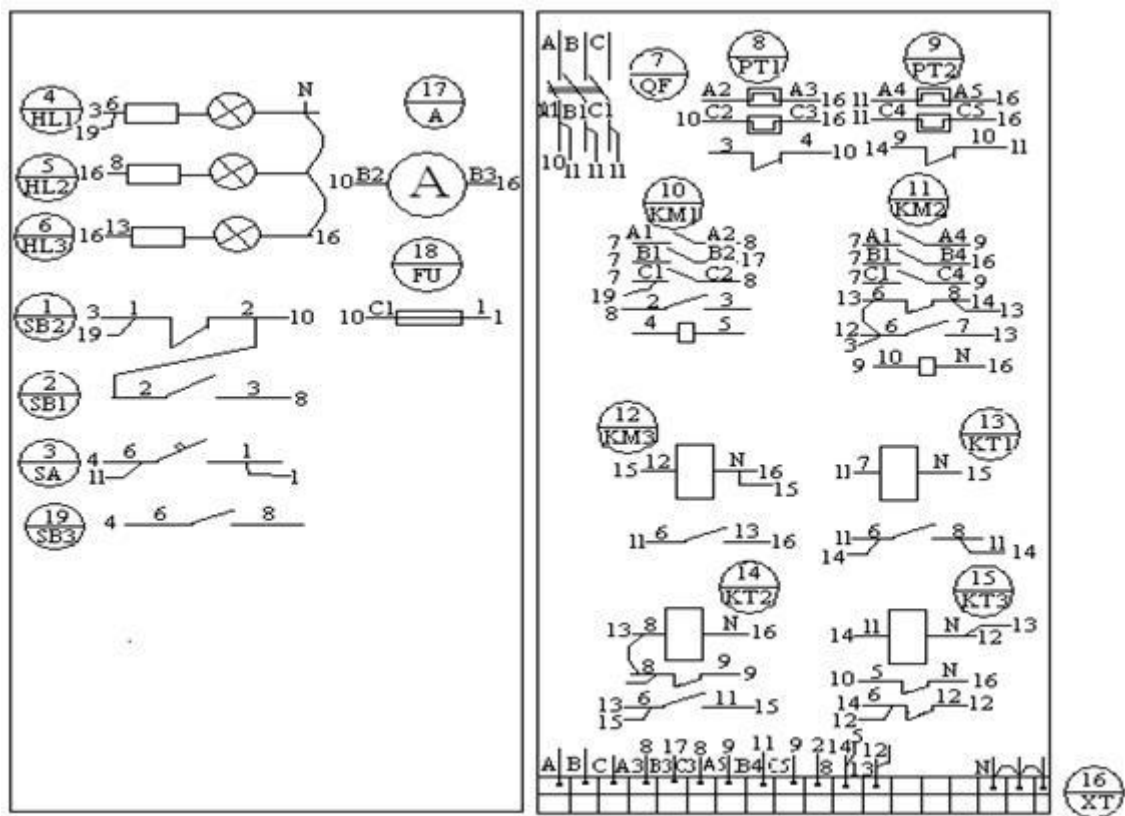 4
HL1
3 6
19
N
17
A
5
HL2
16 8
10 B2 A B3 16
6
HL3
16 13
16
18
FU
1
SB2
3 1 2 10
19
10 C1 1 1
2
SB1
2 3 8
3
SA
4 6 1
11 1
19
SB3
4 6 8
A B C
7
QF
8
PT1
9
PT2
A2 A3 16
11 A4 A5 16
B1 C1
10 C2 C3 16
11 C4 C5 16
3 4 10
14 9 10 11
10 11 11 11
10
KM1
11
KM2
7 A1 A2 8
7 B1 B2 17
7 C1 C2 8
19
8 2 3
4 5
7 A1 A4 9
7 B1 B4 16
7 C1 C4 9
13 6 8 14 13
12 6 7 13
3
9 10 N 16
12
KM3
15 12 N 16
15
11 6 13 16
13
KT1
11 7 N 15
11 6 8 11
14 14
14
KT2
13 8 N 16
8 9 9
13 6 11 15
15
15
KT3
14 11 N 12 13
10 5 N 16
14 6 12 12
12
8 17 8 9 11 9 2 14 5 12
A B C A3 B3 C3 A5 B4 C5 8 13 N
16
XT